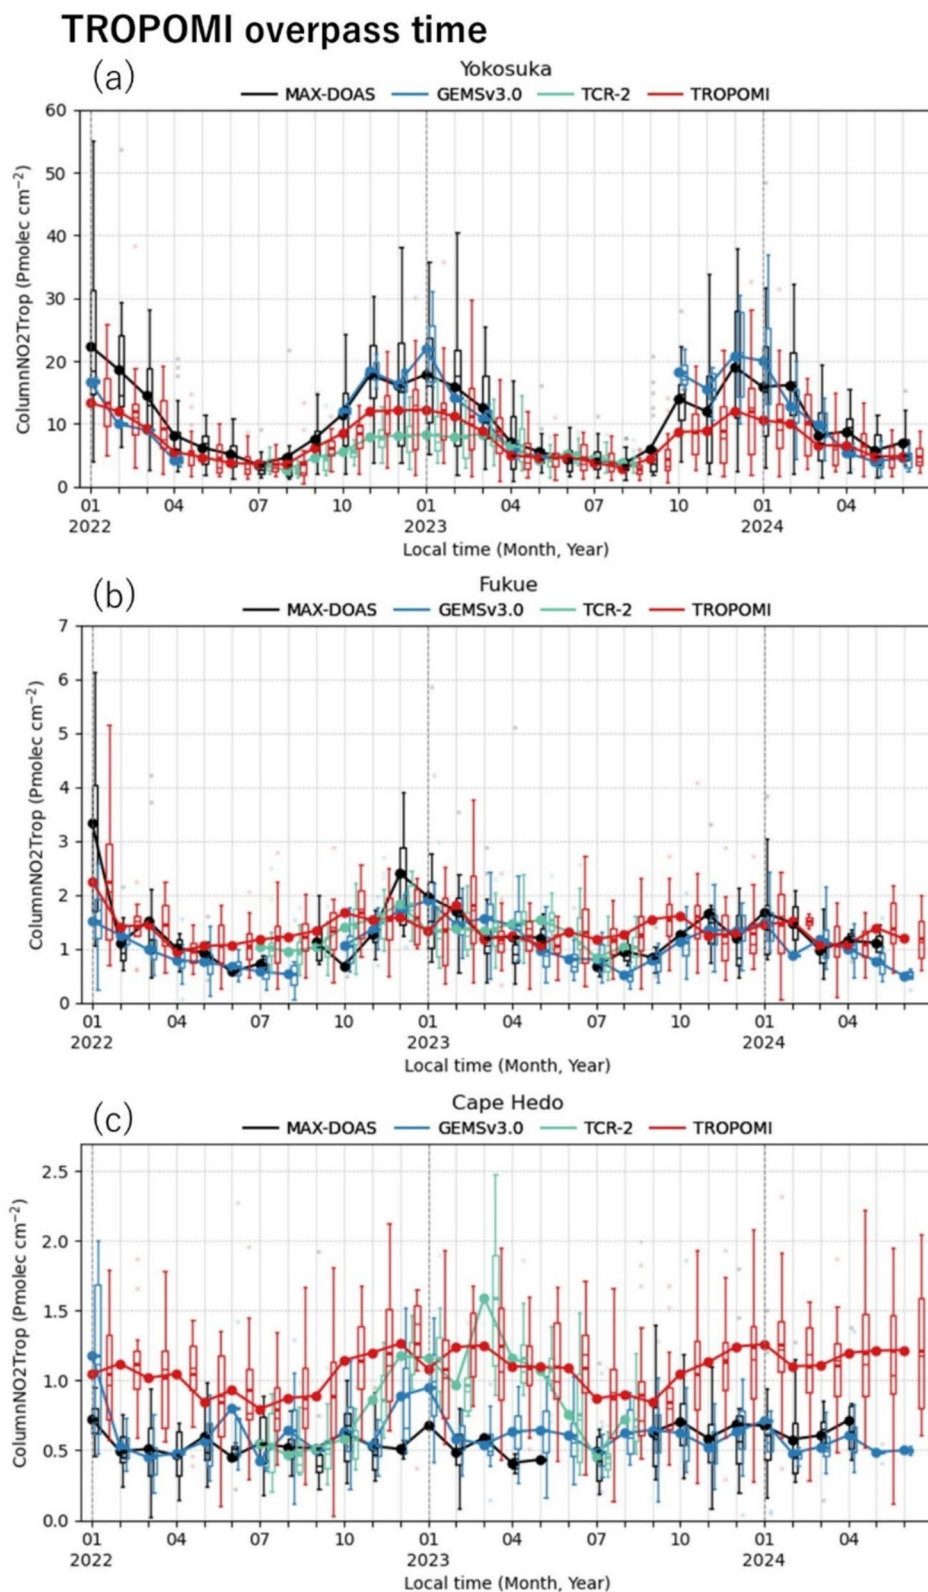 TROPOMI overpass time
(a)
Yokosuka
MAX-DOAS GEMSv3.0 TCR-2 TROPOMI
60
50
40
30
20
10
0
ColumnNO2Trop (Pmolec cm⁻²)
01 04 07 10 01 10 01 04
2022 2023 2024
Local time (Month, Year)
(b)
Fukue
MAX-DOAS GEMSv3.0 TCR-2 TROPOMI
7
6
5
4
3
2
1
0
ColumnNO2Trop (Pmolec cm⁻²)
01 04 07 10 01 04 07 10 01 04
2022 2023 2024
Local time (Month, Year)
(c)
Cape Hedo
MAX-DOAS GEMSv3.0 TCR-2 TROPOMI
2.5
2.0
1.5
1.0
0.5
0.0
ColumnNO2Trop (Pmolec cm⁻²)
01 04 07 10 01 04 07 10 01 04
2022 2023 2024
Local time (Month, Year)